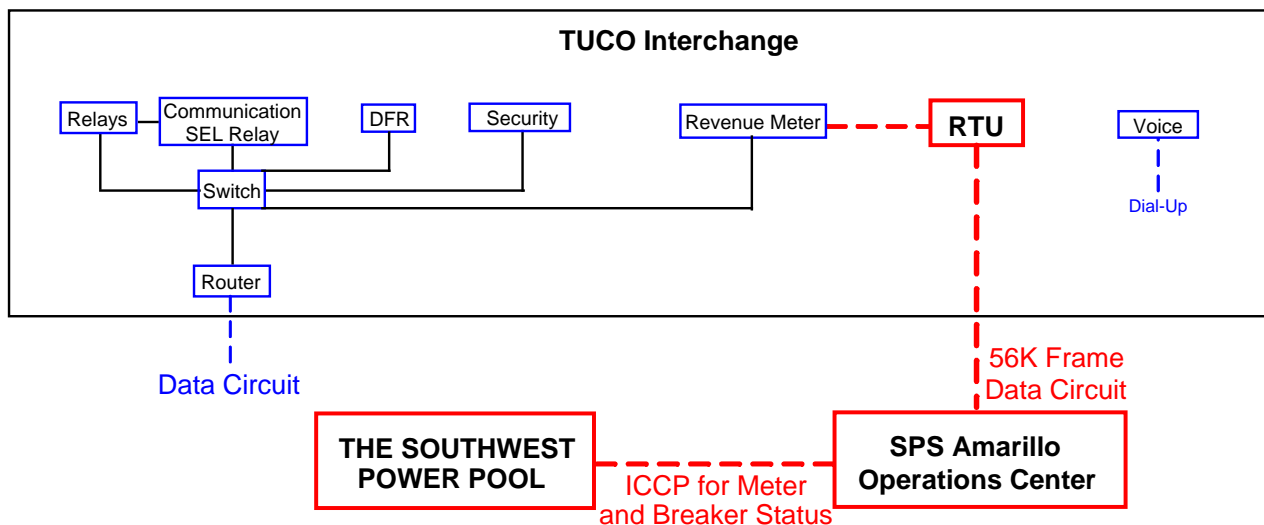 TUCO Interchange
Relays
Communication
SEL Relay
DFR
Security
Revenue Meter
RTU
Voice
Switch
Dial-Up
Router
Data Circuit
56K Frame
Data Circuit
THE SOUTHWEST
POWER POOL
ICCP for Meter
and Breaker Status
SPS Amarillo
Operations Center